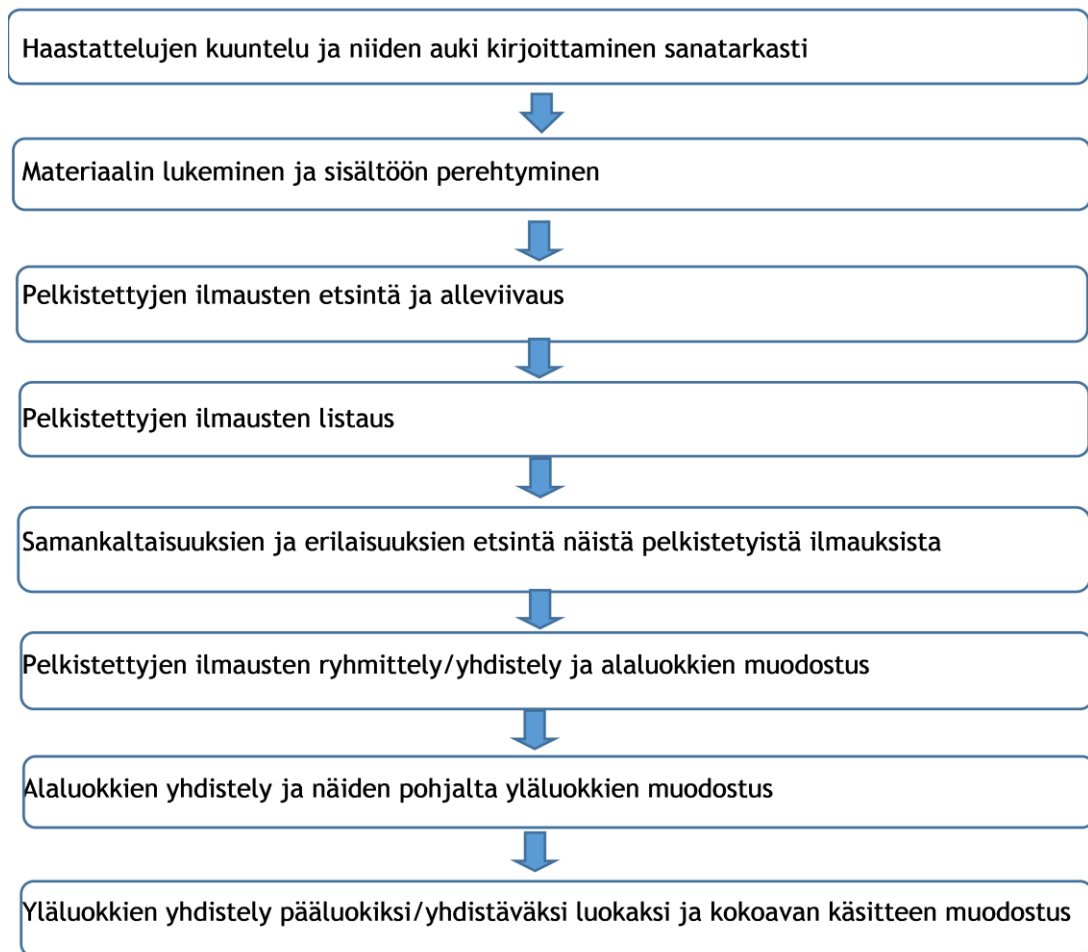 Haastattelujen kuuntelu ja niiden auki kirjoittaminen sanatarkasti
Materiaalin lukeminen ja sisältöön perehtyminen
Pelkistettyjen ilmausten etsintä ja alleviivaus
Pelkistettyjen ilmausten listaus
Samankaltaisuuksien ja erilaisuuksien etsintä näistä pelkistetyistä ilmauksista
Pelkistettyjen ilmausten ryhmittely/yhdistely ja alaluokkien muodostus
Alaluokkien yhdistely ja näiden pohjalta yläluokkien muodostus
Yläluokkien yhdistely pääluokiksi/yhdistäväksi luokaksi ja kokoavan käsitteen muodostus